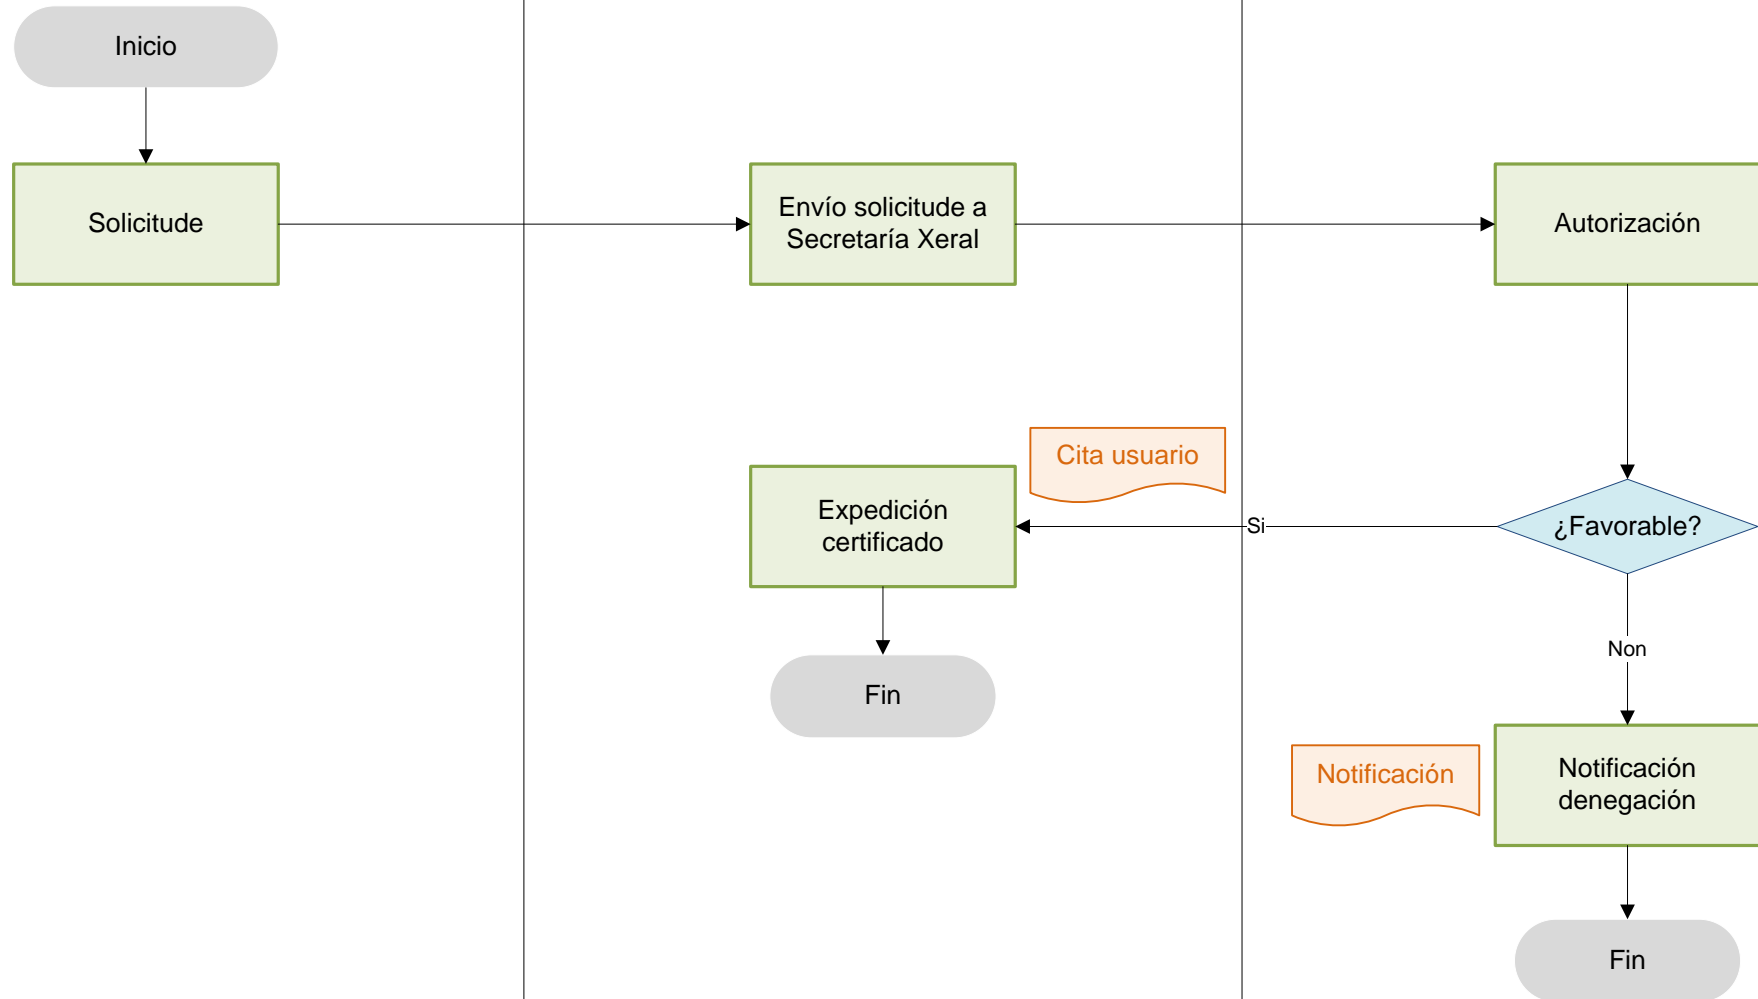 Inicio
Solicitude
Envío solicitude a
Secretaría Xeral
Autorización
Cita usuario
Expedición
certificado
Si
¿Favorable?
Non
Fin
Notificación
Notificación
denegación
Fin